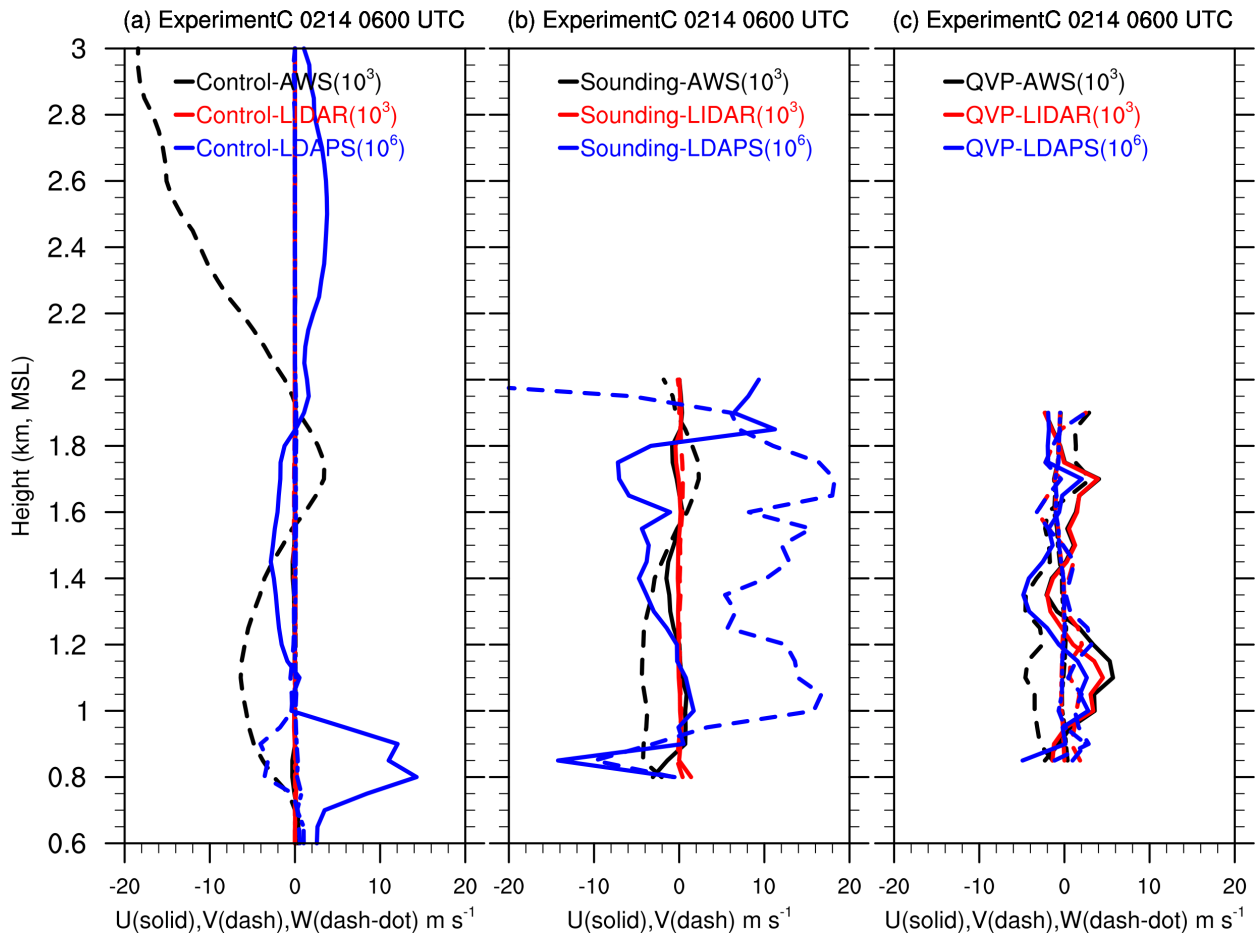 (a) ExperimentC 0214 0600 UTC
(b) ExperimentC 0214 0600 UTC
(c) ExperimentC 0214 0600 UTC
Control-AWS(10³)
Control-LIDAR(10³)
Control-LDAPS(10⁶)
Sounding-AWS(10³)
Sounding-LIDAR(10³)
Sounding-LDAPS(10⁶)
QVP-AWS(10³)
QVP-LIDAR(10³)
QVP-LDAPS(10⁶)
Height (km, MSL)
3
2.8
2.6
2.4
2.2
2
1.8
1.6
1.4
1.2
1
0.8
0.6
-20 -10 0 10 20
-20 -10 0 10 20
-20 -10 0 10 20
U(solid),V(dash),W(dash-dot) m s⁻¹
U(solid),V(dash),W(dash-dot) m s⁻¹
U(solid),V(dash),W(dash-dot) m s⁻¹